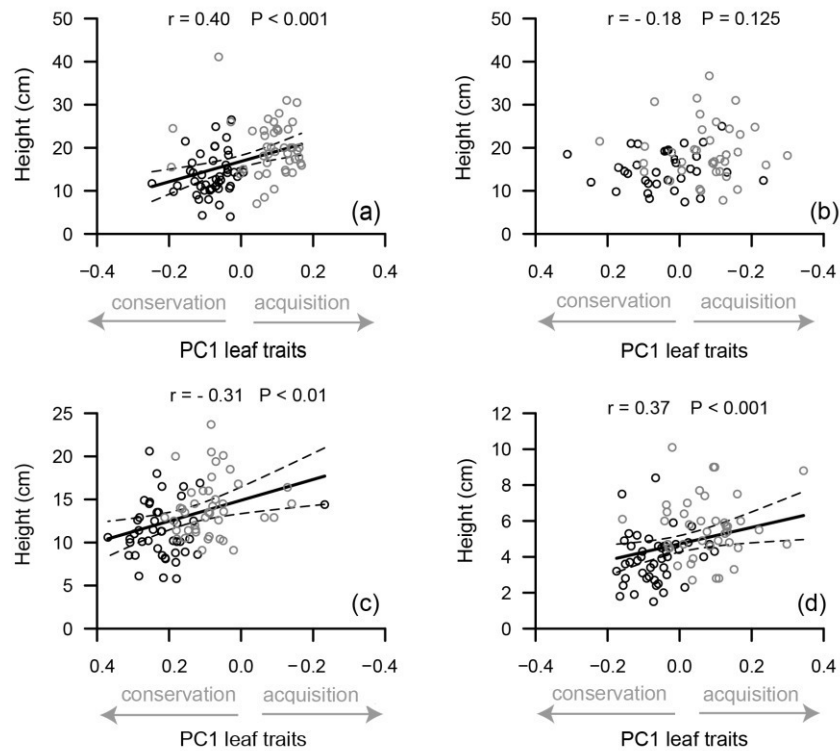 r = 0.40 P < 0.001
50
40
30
20
10
0
Height (cm)
(a)
−0.4 −0.2 0.0 0.2 0.4
conservation acquisition
PC1 leaf traits
r = - 0.18 P = 0.125
50
40
30
20
10
0
Height (cm)
(b)
0.4 0.2 0.0 −0.2 −0.4
conservation acquisition
PC1 leaf traits
r = - 0.31 P < 0.01
25
20
15
10
5
0
Height (cm)
(c)
0.4 0.2 0.0 −0.2 −0.4
conservation acquisition
PC1 leaf traits
r = 0.37 P < 0.001
12
10
8
6
4
2
0
Height (cm)
(d)
−0.4 −0.2 0.0 0.2 0.4
conservation acquisition
PC1 leaf traits